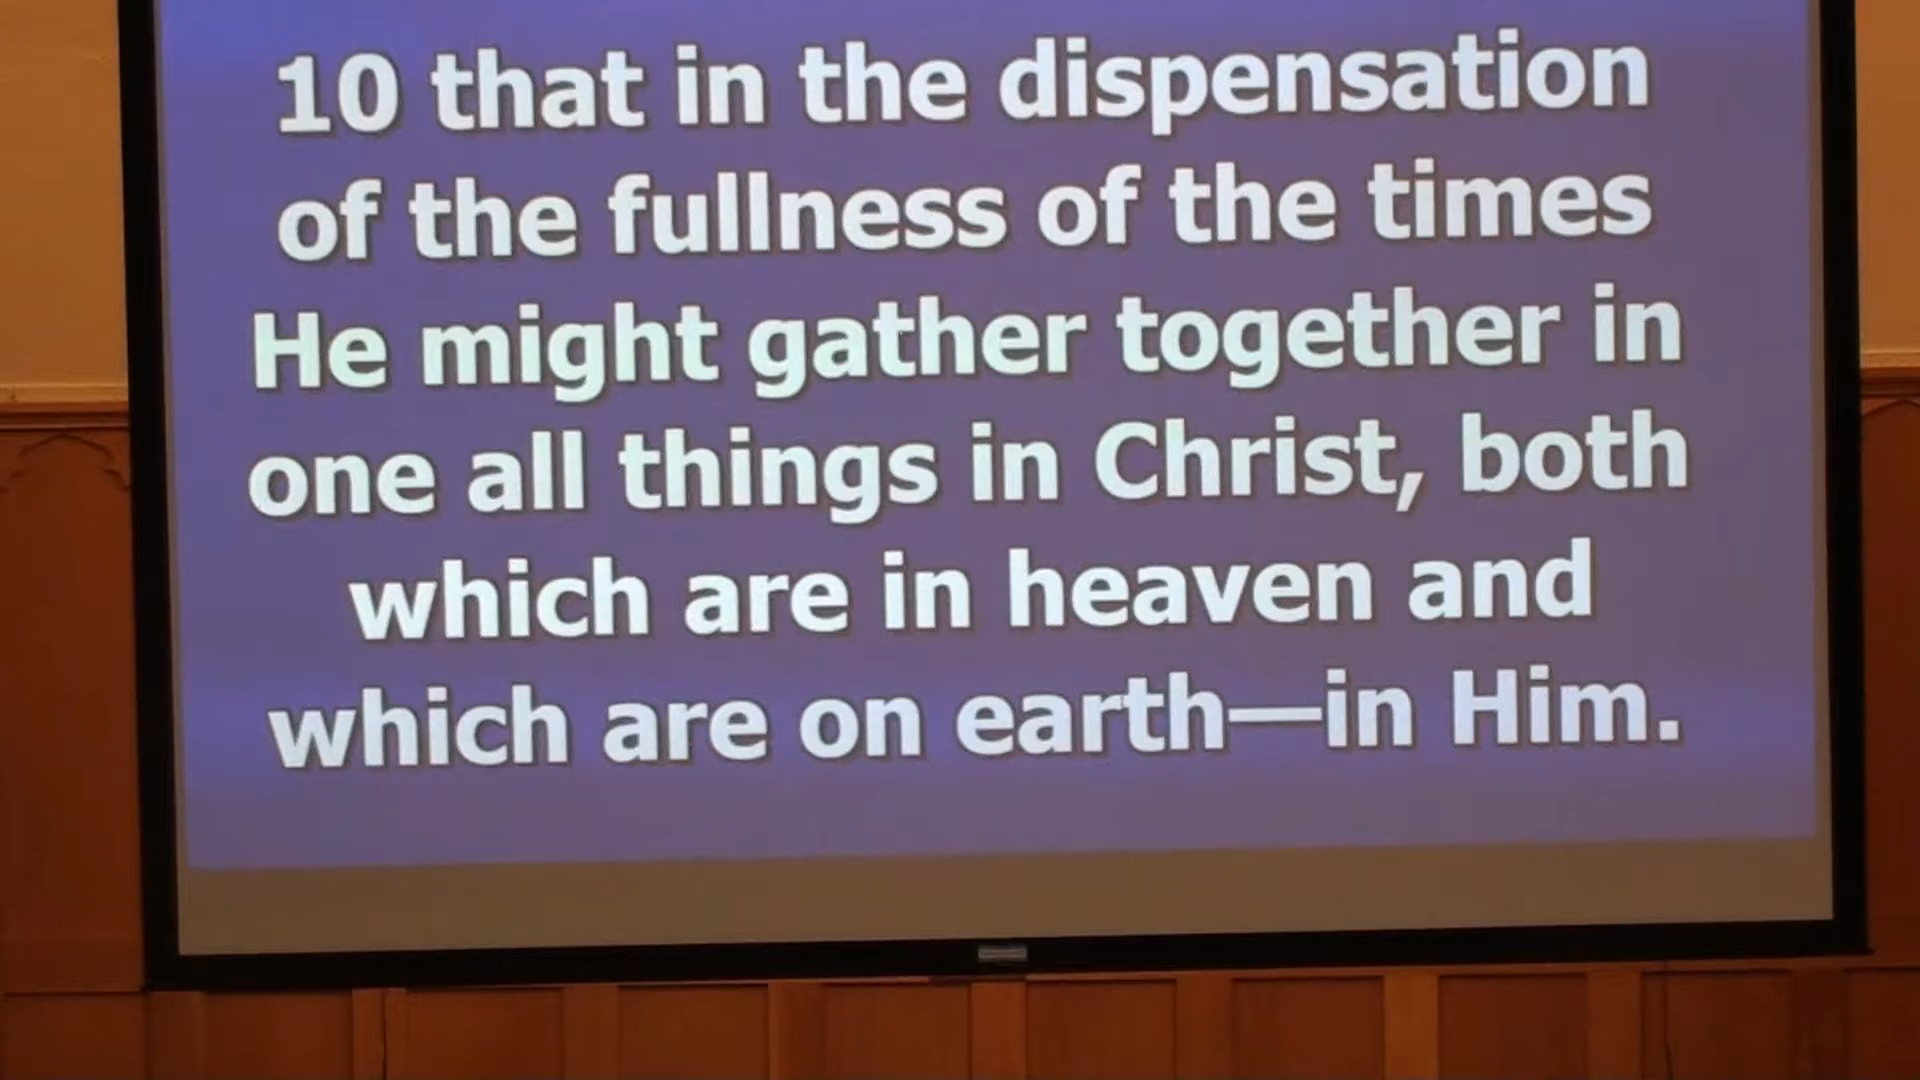 10 that in the dispensation
of the fullness of the times
He might gather together in
one all things in Christ, both
which are in heaven and
which are on earth—in Him.